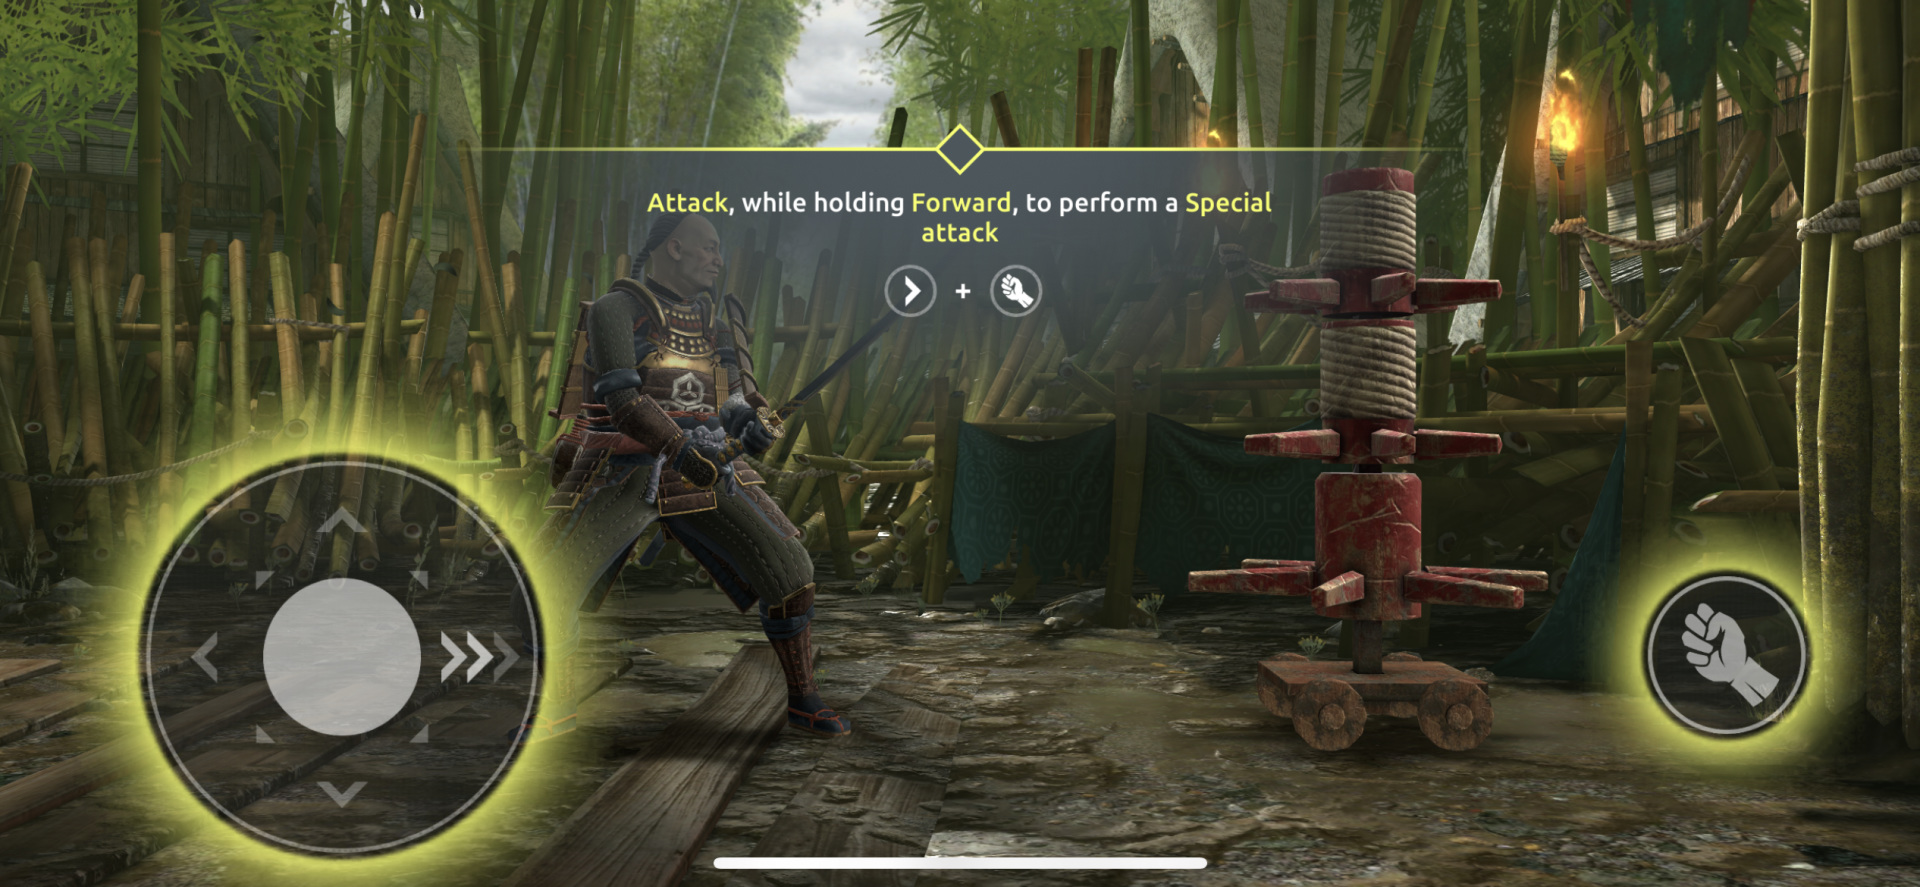 Attack, while holding Forward, to perform a Special
attack
+